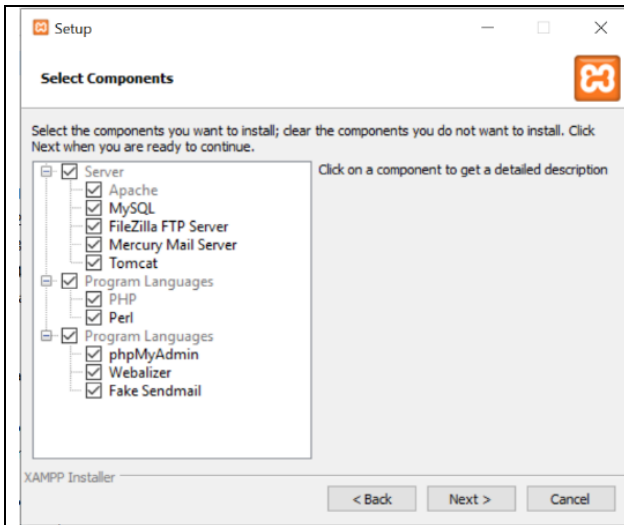 Setup
Select Components
Select the components you want to install; clear the components you do not want to install. Click
Next when you are ready to continue.
Server
Apache
MySQL
FileZilla FTP Server
Mercury Mail Server
Tomcat
Program Languages
PHP
Perl
Program Languages
phpMyAdmin
Webalizer
Fake Sendmail
Click on a component to get a detailed description
XAMPP Installer
< Back
Next >
Cancel